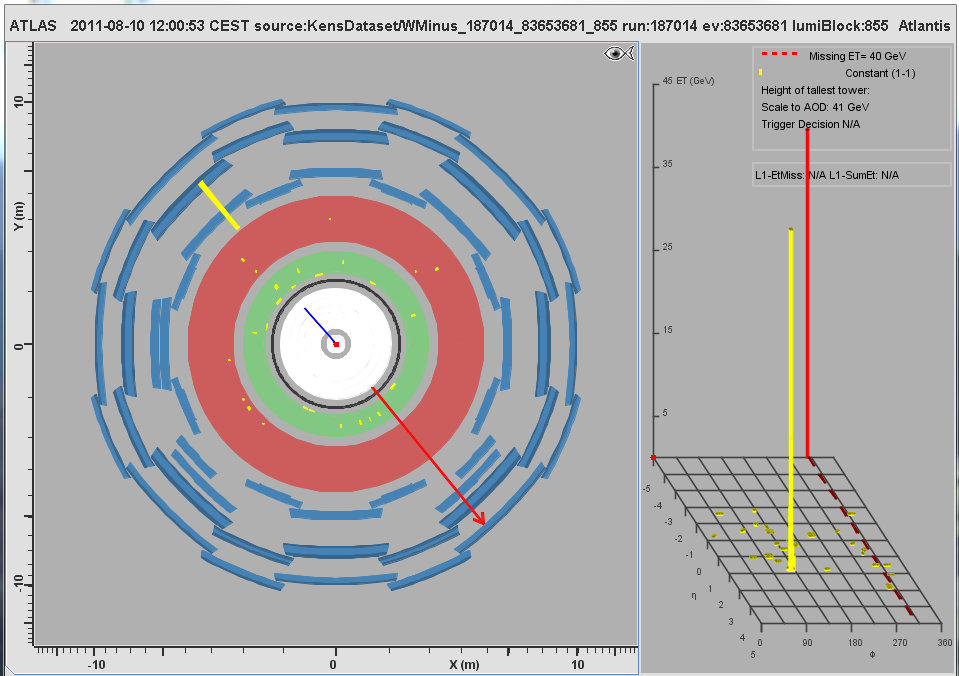 ATLAS 2011-08-10 12:00:53 CEST source:KensDataset/WMinus_187014_83653681_855 run:187014 ev:83653681 lumiBlock:855 Atlantis
10
Y (m)
0
-10
-10
0
X (m)
10
45 ET (GeV)
35
25
15
5
Missing ET= 40 GeV
Constant (1-1)
Height of tallest tower:
Scale to AOD: 41 GeV
Trigger Decision N/A
L1-EtMiss: N/A L1-SumEt: N/A
-5
-4
-3
-2
-1
0
η
1
2
3
4
5
0
90
180
270
360
Φ